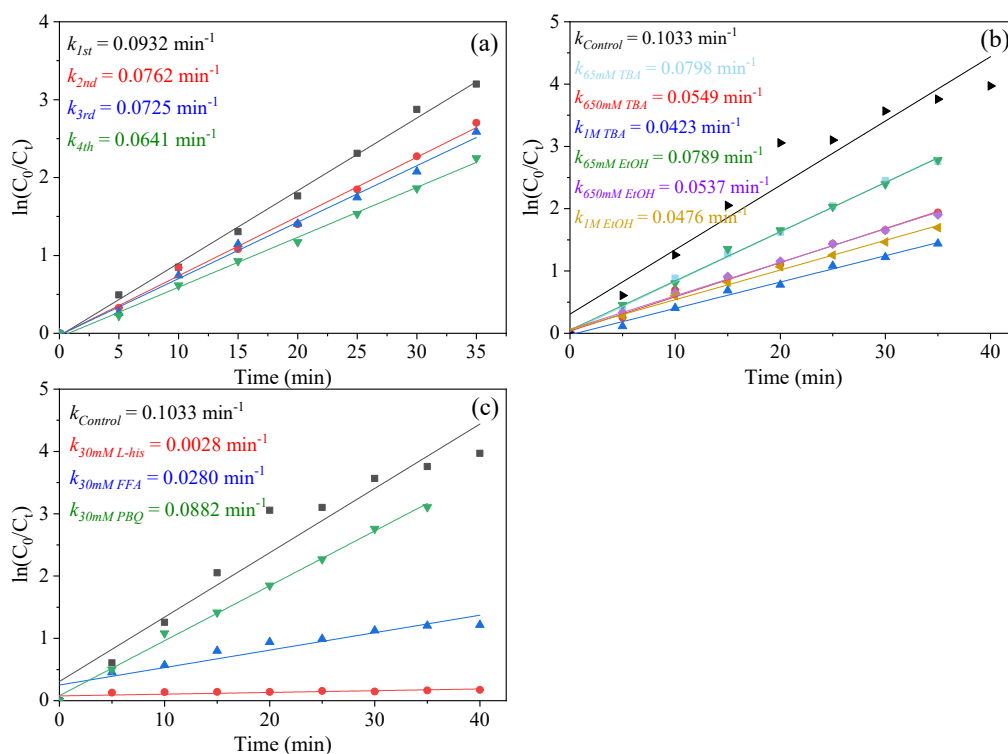 (a)
k1st = 0.0932 min-1
k2nd = 0.0762 min-1
k3rd = 0.0725 min-1
k4th = 0.0641 min-1
ln(C0/Ct)
4
3
2
1
0
0 5 10 15 20 25 30 35
Time (min)
(b)
kControl = 0.1033 min-1
k65mM TBA = 0.0798 min-1
k650mM TBA = 0.0549 min-1
k1M TBA = 0.0423 min-1
k65mM EtOH = 0.0789 min-1
k650mM EtOH = 0.0537 min-1
k1M EtOH = 0.0476 min-1
ln(C0/Ct)
5
4
3
2
1
0
0 10 20 30 40
Time (min)
(c)
kControl = 0.1033 min-1
k30mM L-his = 0.0028 min-1
k30mM FFA = 0.0280 min-1
k30mM PBQ = 0.0882 min-1
ln(C0/Ct)
5
4
3
2
1
0
0 10 20 30 40
Time (min)